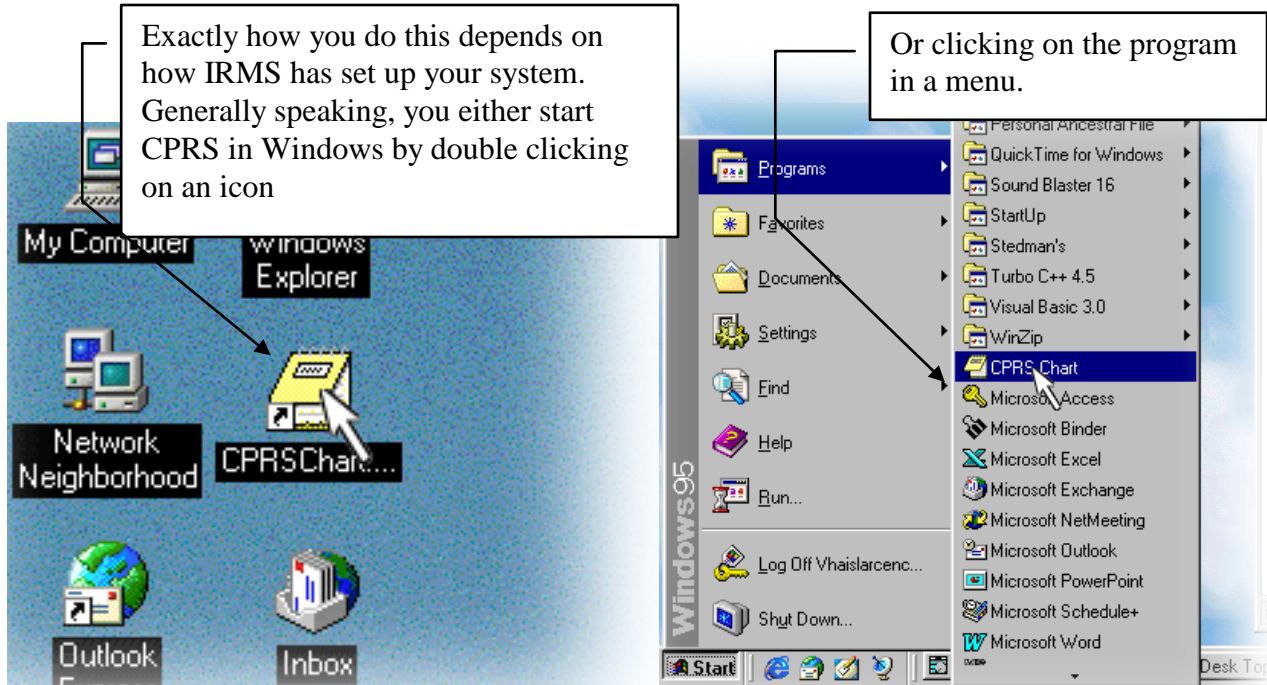 Exactly how you do this depends on
how IRMS has set up your system.
Generally speaking, you either start
CPRS in Windows by double clicking
on an icon
Or clicking on the program
in a menu.
My Computer
Windows
Explorer
Network
Neighborhood
CPRSChart....
Outlook
Inbox
Windows95
Programs
Favorites
Documents
Settings
Find
Help
Run...
Log Off Vhaislarcenc...
Shut Down...
Start
Personal Ancestral File
QuickTime for Windows
Sound Blaster 16
StartUp
Stedman's
Turbo C++ 4.5
Visual Basic 3.0
WinZip
CPRS Chart
Microsoft Access
Microsoft Binder
Microsoft Excel
Microsoft Exchange
Microsoft NetMeeting
Microsoft Outlook
Microsoft PowerPoint
Microsoft Schedule+
Microsoft Word
Desk